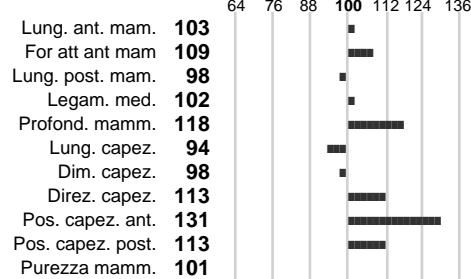 64 76 88 100 112 124 136
Lung. ant. mam. 103
For att ant mam 109
Lung. post. mam 98
Legam. med. 102
Profond. mamm. 118
Lung. capez. 94
Dim. capez. 98
Direz. capez. 113
Pos. capez. ant. 131
Pos. capez. post. 113
Purezza mamm. 101